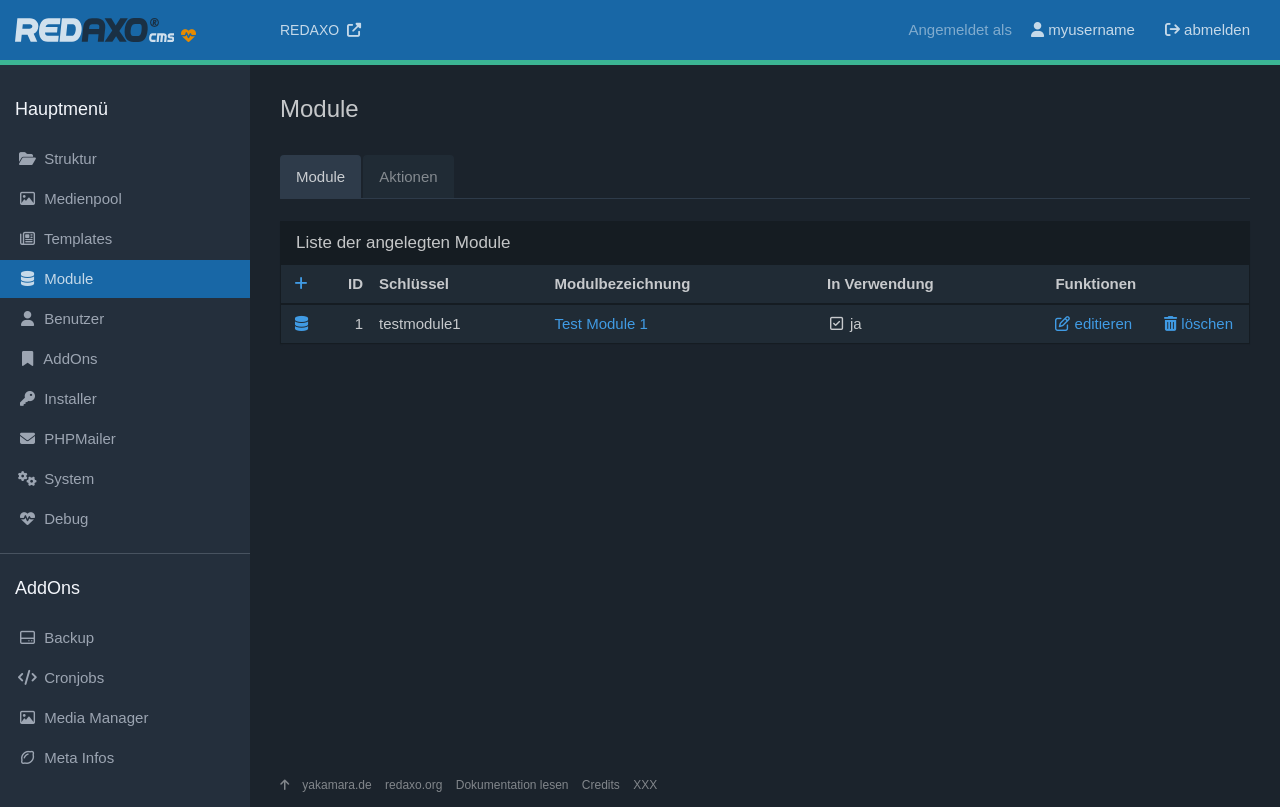 REDAXO® cms REDAXO Angemeldet als myusername abmelden
Hauptmenü
Struktur
Medienpool
Templates
Module
Benutzer
AddOns
Installer
PHPMailer
System
Debug
AddOns
Backup
Cronjobs
Media Manager
Meta Infos
Module
Module Aktionen
Liste der angelegten Module
ID Schlüssel Modulbezeichnung In Verwendung Funktionen
1 testmodule1 Test Module 1 ja editieren löschen
yakamara.de redaxo.org Dokumentation lesen Credits XXX